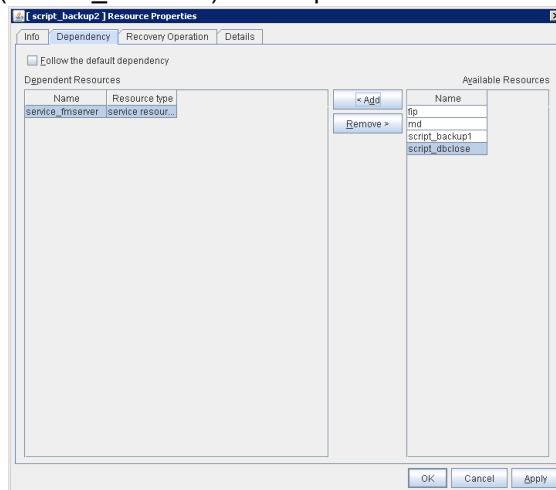 [ script_backup2 ] Resource Properties
Info Dependency Recovery Operation Details
Follow the default dependency
Dependent Resources Available Resources
Name Resource type < Add Name
service_fmserver service resour... fip
Remove > md
script_backup1
script_dbclose
OK Cancel Apply